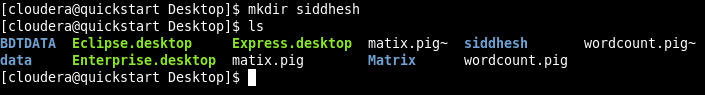 [cloudera@quickstart Desktop]$ mkdir siddhesh
[cloudera@quickstart Desktop]$ ls
BDTDATA  Eclipse.desktop     Express.desktop  matix.pig~  siddhesh       wordcount.pig~
data     Enterprise.desktop  matix.pig        Matrix      wordcount.pig
[cloudera@quickstart Desktop]$